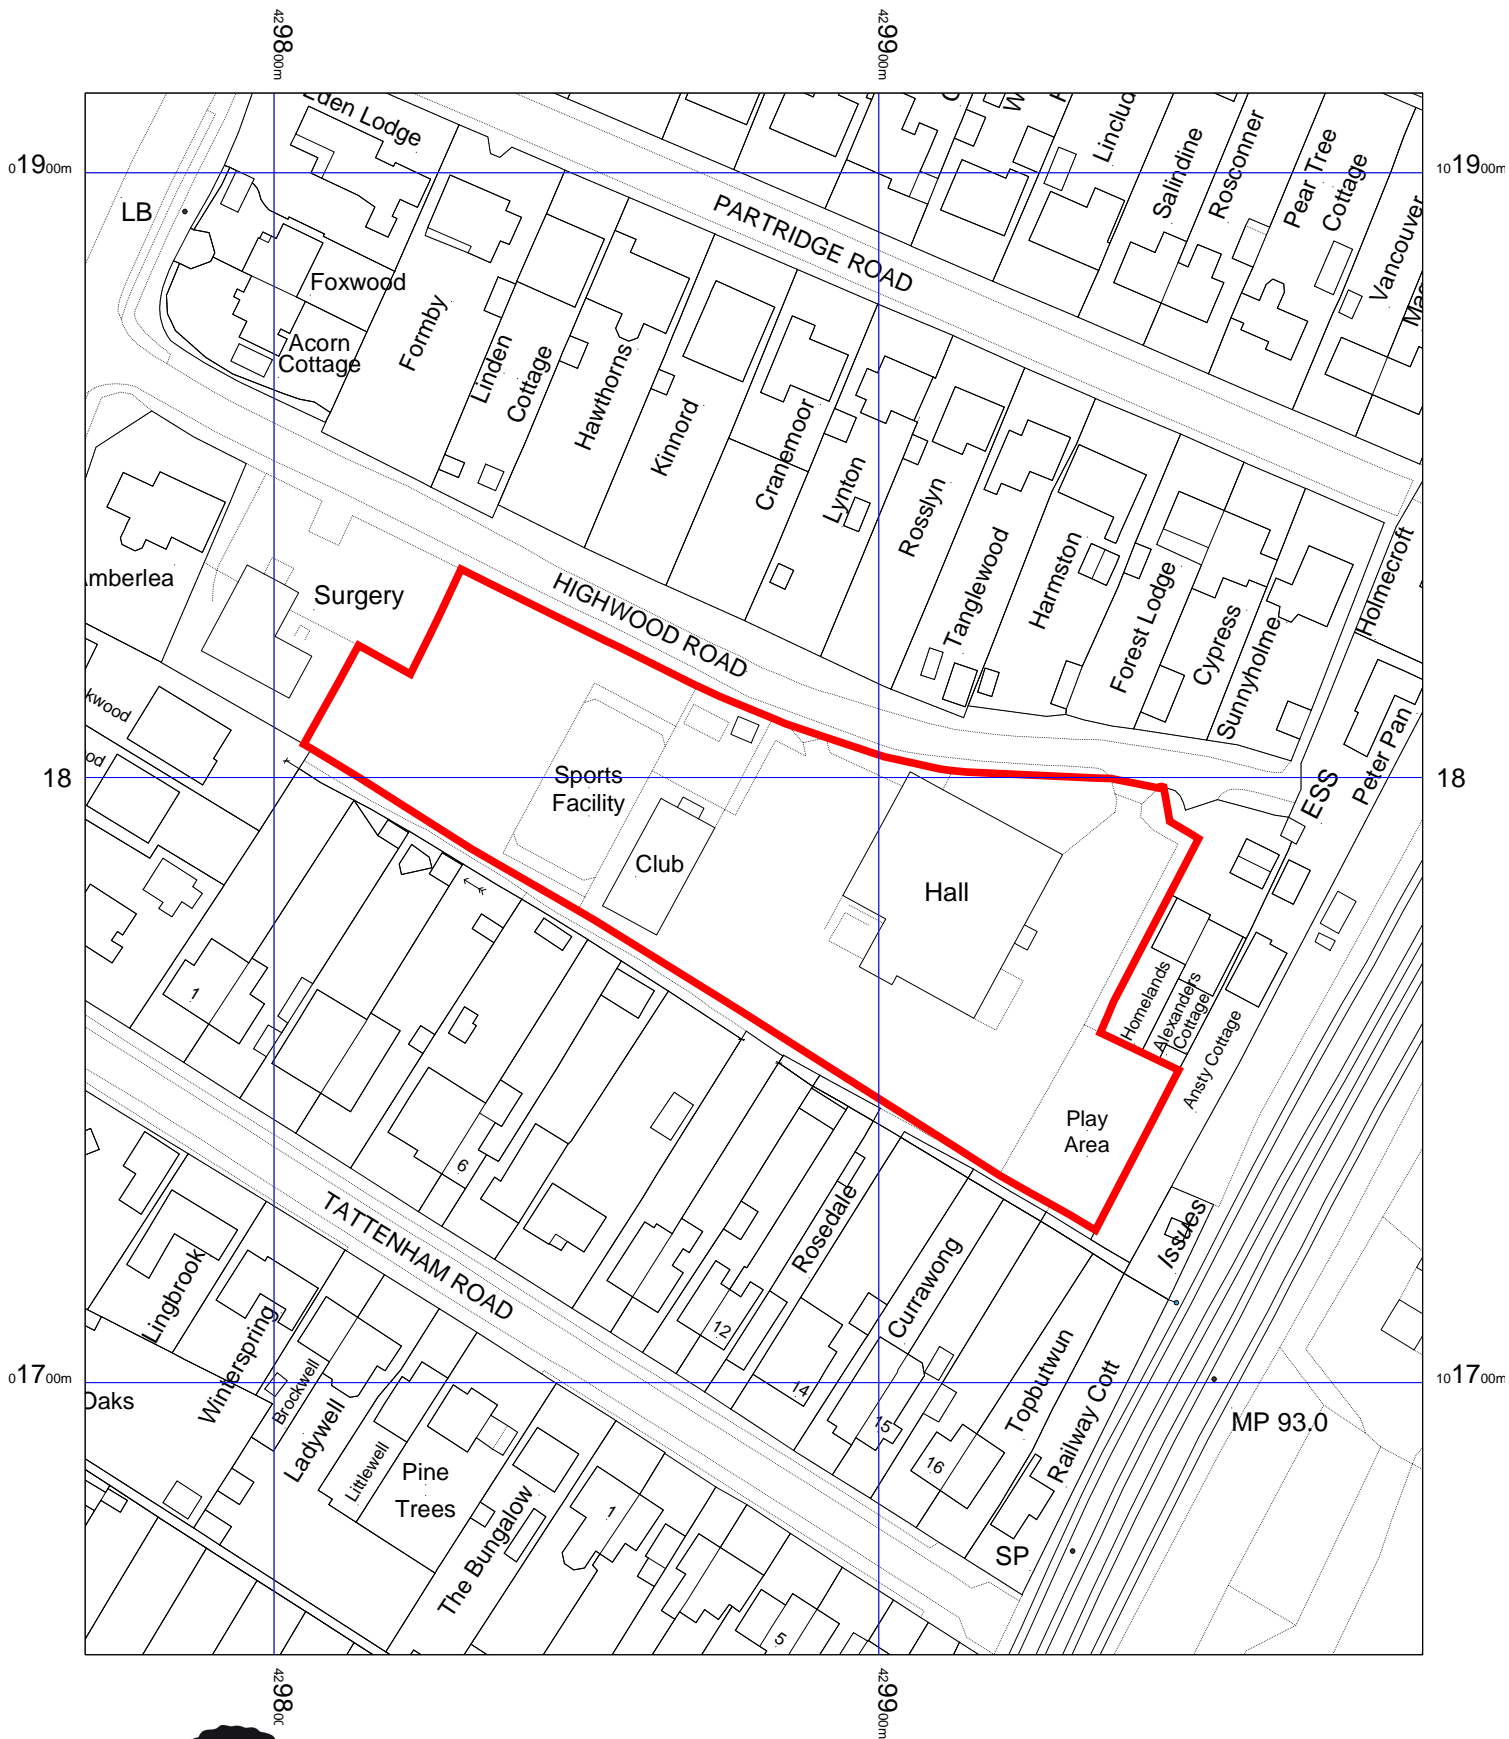 429800m
429900m
01900m
101900m
Eden Lodge
LB
PARTRIDGE ROAD
Salindine
Rosconner
Pear Tree
Cottage
Vancouver
Foxwood
Acorn
Cottage
Formby
Linden
Cottage
Hawthorns
Kinnord
Cranemoor
Lynton
Rosslyn
Tanglewood
Harmston
Forest Lodge
Cypress
Sunnyholme
Holmecroft
Surgery
HIGHWOOD ROAD
18
18
Sports
Facility
Club
Hall
ESS
Peter Pan
Homelands
Alexanders
Cottage
Ansty Cottage
Play
Area
Issues
1
6
TATTENHAM ROAD
Rosedale
Currawong
12
14
15
16
Topbutwun
Railway Cott
Lingbrook
Winterspring
Brockwell
Ladywell
Littlewell
Pine
Trees
The Bungalow
1
5
SP
MP 93.0
01700m
101700m
429900m